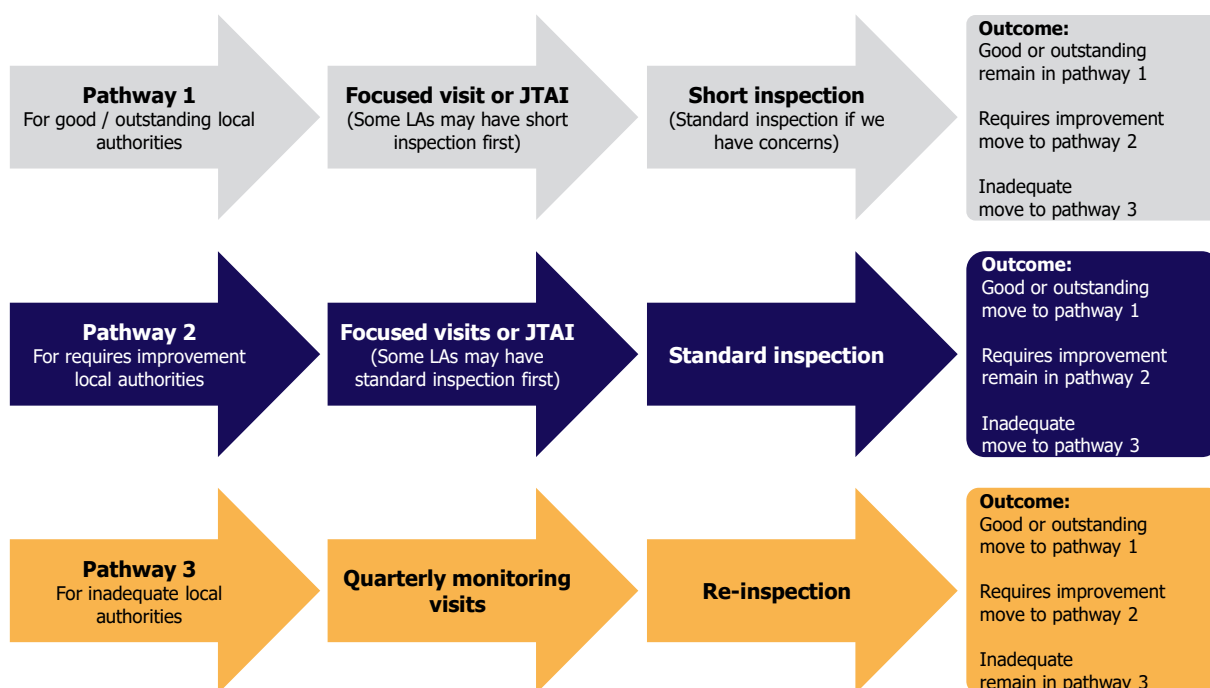 Pathway 1
For good / outstanding local
authorities
Focused visit or JTAI
(Some LAs may have short
inspection first)
Short inspection
(Standard inspection if we
have concerns)
Outcome:
Good or outstanding
remain in pathway 1
Requires improvement
move to pathway 2
Inadequate
move to pathway 3
Pathway 2
For requires improvement
local authorities
Focused visits or JTAI
(Some LAs may have
standard inspection first)
Standard inspection
Outcome:
Good or outstanding
move to pathway 1
Requires improvement
remain in pathway 2
Inadequate
move to pathway 3
Pathway 3
For inadequate local
authorities
Quarterly monitoring
visits
Re-inspection
Outcome:
Good or outstanding
move to pathway 1
Requires improvement
move to pathway 2
Inadequate
remain in pathway 3